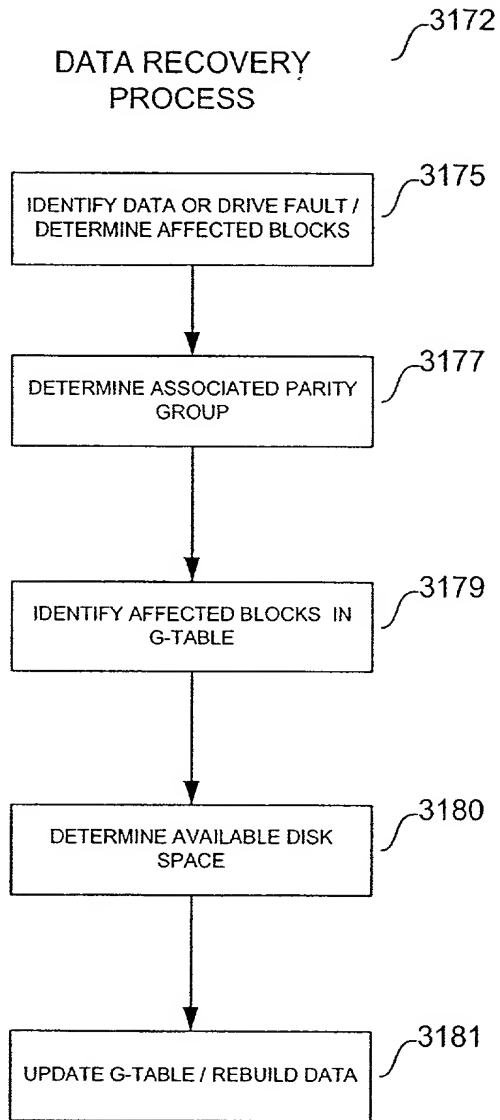 3172
DATA RECOVERY
PROCESS
3175
IDENTIFY DATA OR DRIVE FAULT /
DETERMINE AFFECTED BLOCKS
3177
DETERMINE ASSOCIATED PARITY
GROUP
3179
IDENTIFY AFFECTED BLOCKS IN
G-TABLE
3180
DETERMINE AVAILABLE DISK
SPACE
3181
UPDATE G-TABLE / REBUILD DATA